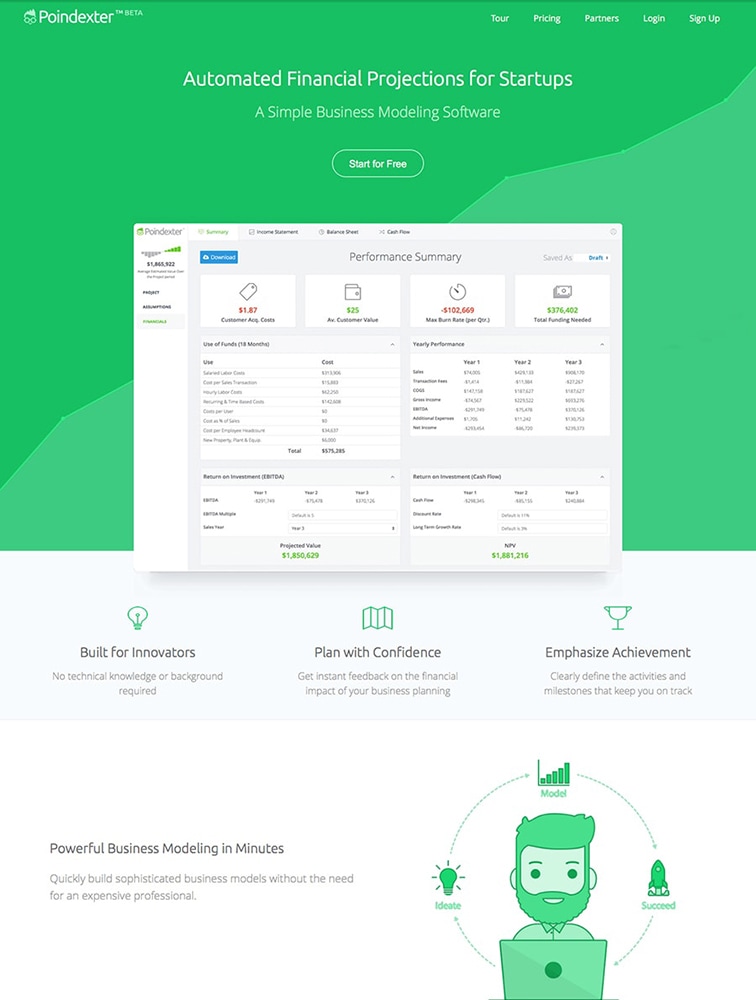 Poindexter™ BETA
Tour Pricing Partners Login Sign Up
Automated Financial Projections for Startups
A Simple Business Modeling Software
Start for Free
Poindexter
Summary Income Statement Balance Sheet Cash Flow
Download Performance Summary Saved As Draft
$1,865,922
Average Estimated Value Over
the Project period
PROJECT
ASSUMPTIONS
FINANCIALS
$1.87 $25 -$102,669 $376,402
Customer Acq. Costs Av. Customer Value Max Burn Rate (per Qtr.) Total Funding Needed
Use of Funds (18 Months)
Use Cost
Salaried Labor Costs $313,906
Cost per Sales Transaction $15,883
Hourly Labor Costs $62,250
Recurring & Time-Based Costs $142,608
Costs per User $0
Cost as % of Sales $0
Cost per Employee Headcount $34,637
New Property, Plant & Equip. $6,000
Total $575,285
Yearly Performance
Year 1 Year 2 Year 3
Sales $74,005 $429,133
Transaction Fees -$1,414 -$11,984 -$27,267
COGS $147,158 $187,627 $187,627
Gross Income -$74,567 $229,522
EBITDA -$291,749 -$75,478 $370,126
Additional Expenses $1,705 $11,242 $130,753
Net Income -$293,454 -$86,720 $239,373
Return on Investment (EBITDA)
Year 1 Year 2 Year 3
EBITDA -$291,749 -$75,478 $370,126
EBITDA Multiple Default is 5
Sales Year Year 3
Projected Value
$1,850,629
Return on Investment (Cash Flow)
Year 1 Year 2 Year 3
Cash Flow -$298,345 -$85,155 $240,884
Discount Rate Default is 11%
Long Term Growth Rate Default is 3%
NPV
$1,881,216
Built for Innovators
No technical knowledge or background
required
Plan with Confidence
Get instant feedback on the financial
impact of your business planning
Emphasize Achievement
Clearly define the activities and
milestones that keep you on track
Powerful Business Modeling in Minutes
Quickly build sophisticated business models without the need
for an expensive professional.
Model
Ideate
Succeed